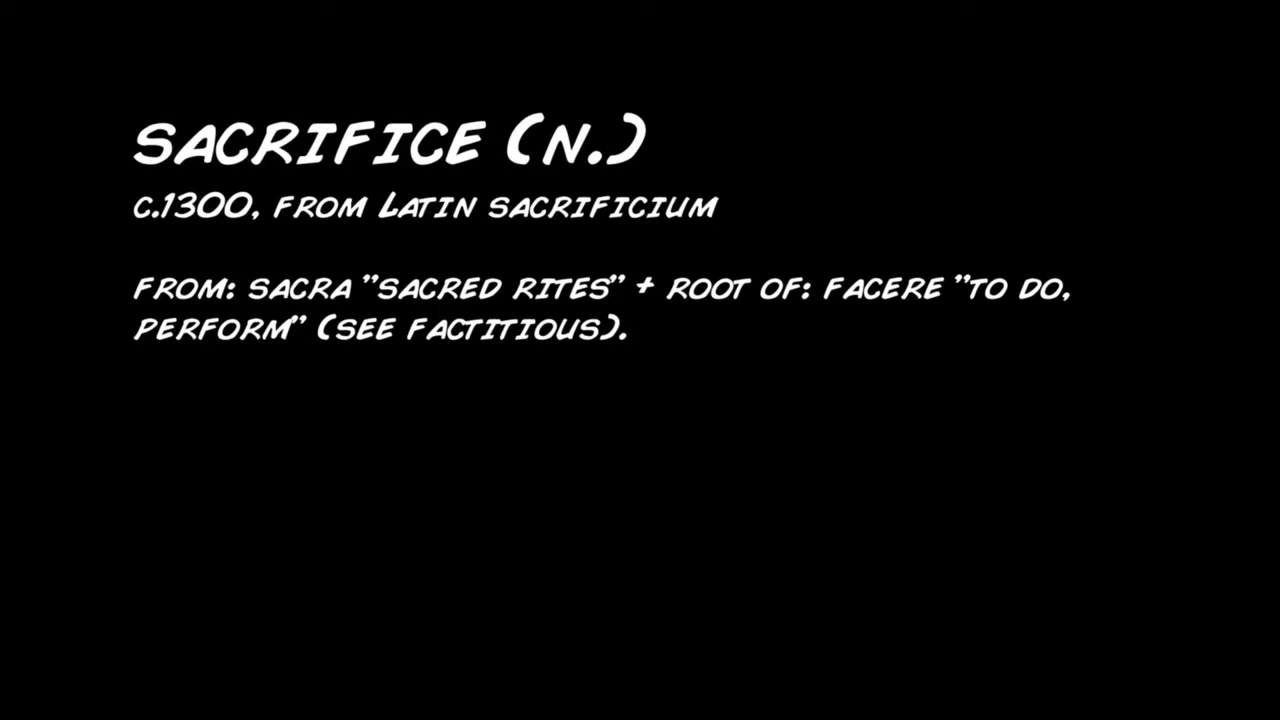 SACRIFICE (N.)
C.1300, FROM LATIN SACRIFICIUM
FROM: SACRA "SACRED RITES" + ROOT OF: FACERE "TO DO,
PERFORM" (SEE FACTITIOUS).